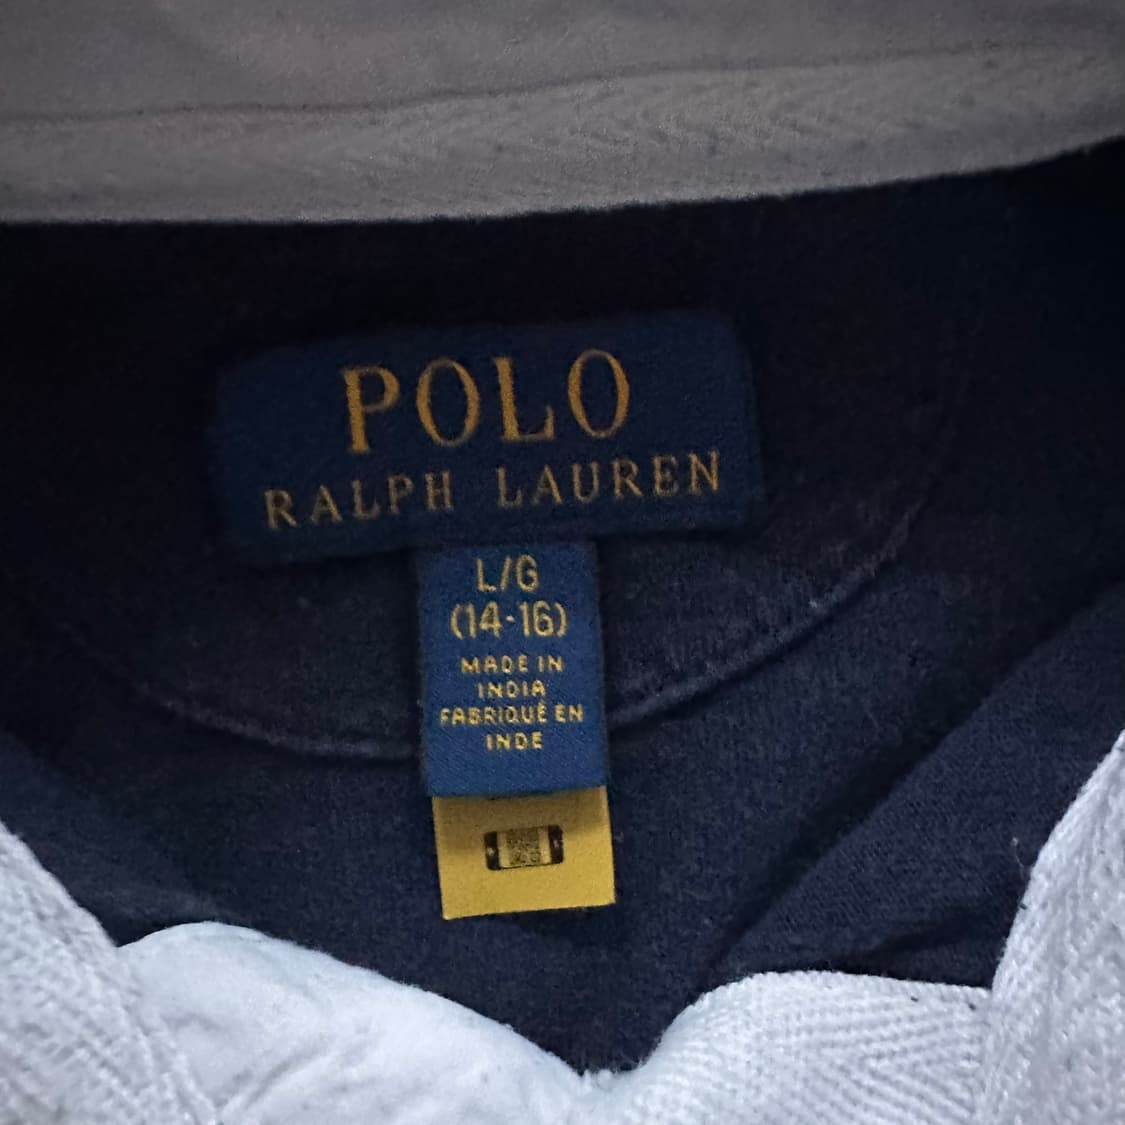 POLO
RALPH LAUREN
L/G
(14-16)
MADE IN
INDIA
FABRIQUÉ EN
INDE